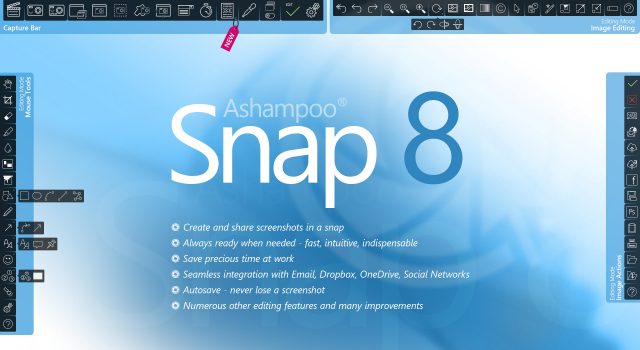 Capture Bar
NEW
Editing Mode
Image Editing
Editing Mode
Mouse Tools
Ashampoo®
Snap 8
Create and share screenshots in a snap
Always ready when needed - fast, intuitive, indispensable
Save precious time at work
Seamless integration with Email, Dropbox, OneDrive, Social Networks
Autosave - never lose a screenshot
Numerous other editing features and many improvements
Editing Mode
Image Actions